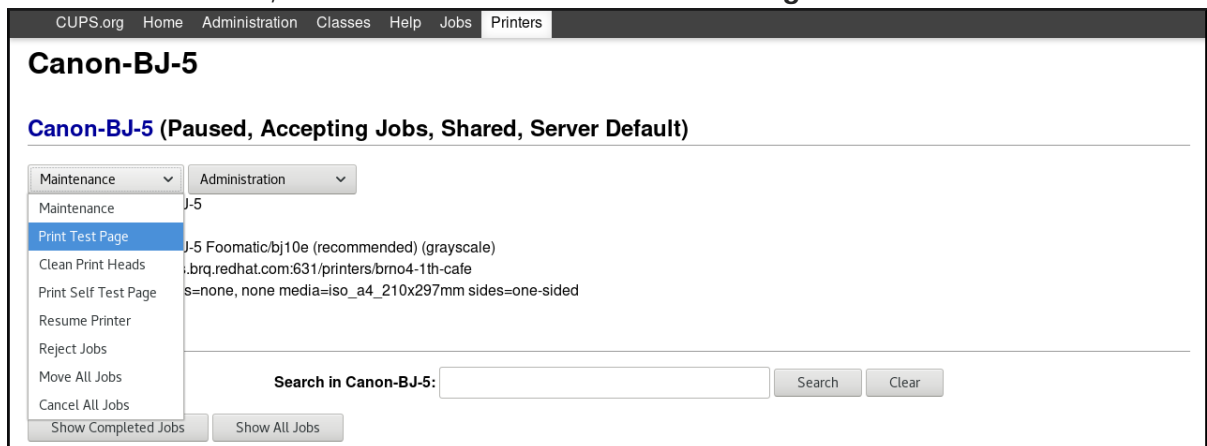 CUPS.org Home Administration Classes Help Jobs Printers
Canon-BJ-5
Canon-BJ-5 (Paused, Accepting Jobs, Shared, Server Default)
Maintenance Administration
Maintenance J-5
Print Test Page
J-5 Foomatic/bj10e (recommended) (grayscale)
Clean Print Heads
.brq.redhat.com:631/printers/brno4-1th-cafe
Print Self Test Page s=none, none media=iso_a4_210x297mm sides=one-sided
Resume Printer
Reject Jobs
Move All Jobs
Search in Canon-BJ-5: Search Clear
Cancel All Jobs
Show Completed Jobs Show All Jobs